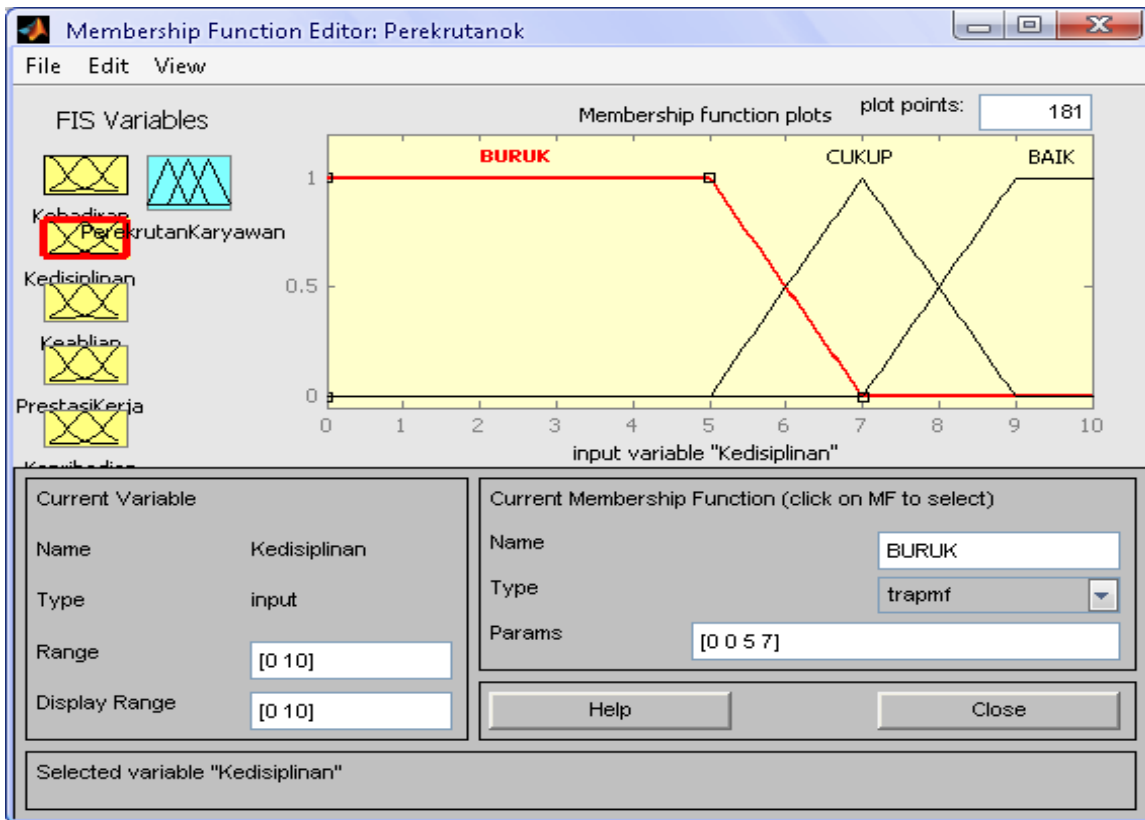 Membership Function Editor: Perekrutanok
File Edit View
FIS Variables
Membership function plots
plot points: 181
Kehadiran
PerekrutanKaryawan
Kedisiplinan
Keahlian
PrestasiKerja
BURUK CUKUP BAIK
1
0.5
0
0 1 2 3 4 5 6 7 8 9 10
input variable "Kedisiplinan"
Current Variable
Name Kedisiplinan
Type input
Range [0 10]
Display Range [0 10]
Current Membership Function (click on MF to select)
Name BURUK
Type trapmf
Params [0 0 5 7]
Help Close
Selected variable "Kedisiplinan"